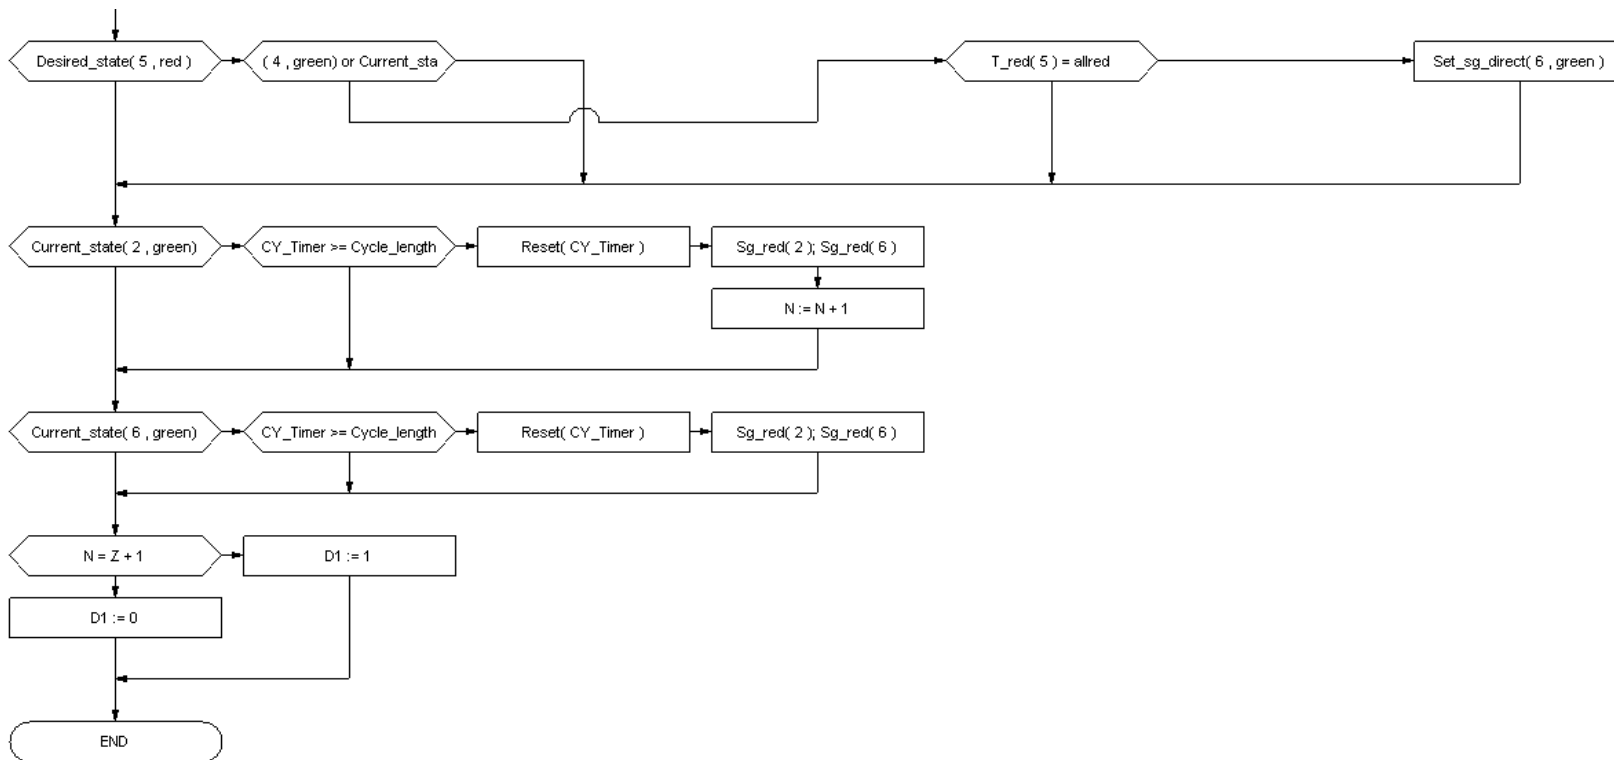 Desired_state( 5 , red )
( 4 , green) or Current_sta
T_red( 5 ) = allred
Set_sg_direct( 6 , green )
Current_state( 2 , green)
CY_Timer >= Cycle_length
Reset( CY_Timer )
Sg_red( 2 ); Sg_red( 6 )
N := N + 1
Current_state( 6 , green)
CY_Timer >= Cycle_length
Reset( CY_Timer )
Sg_red( 2 ); Sg_red( 6 )
N = Z + 1
D1 := 1
D1 := 0
END